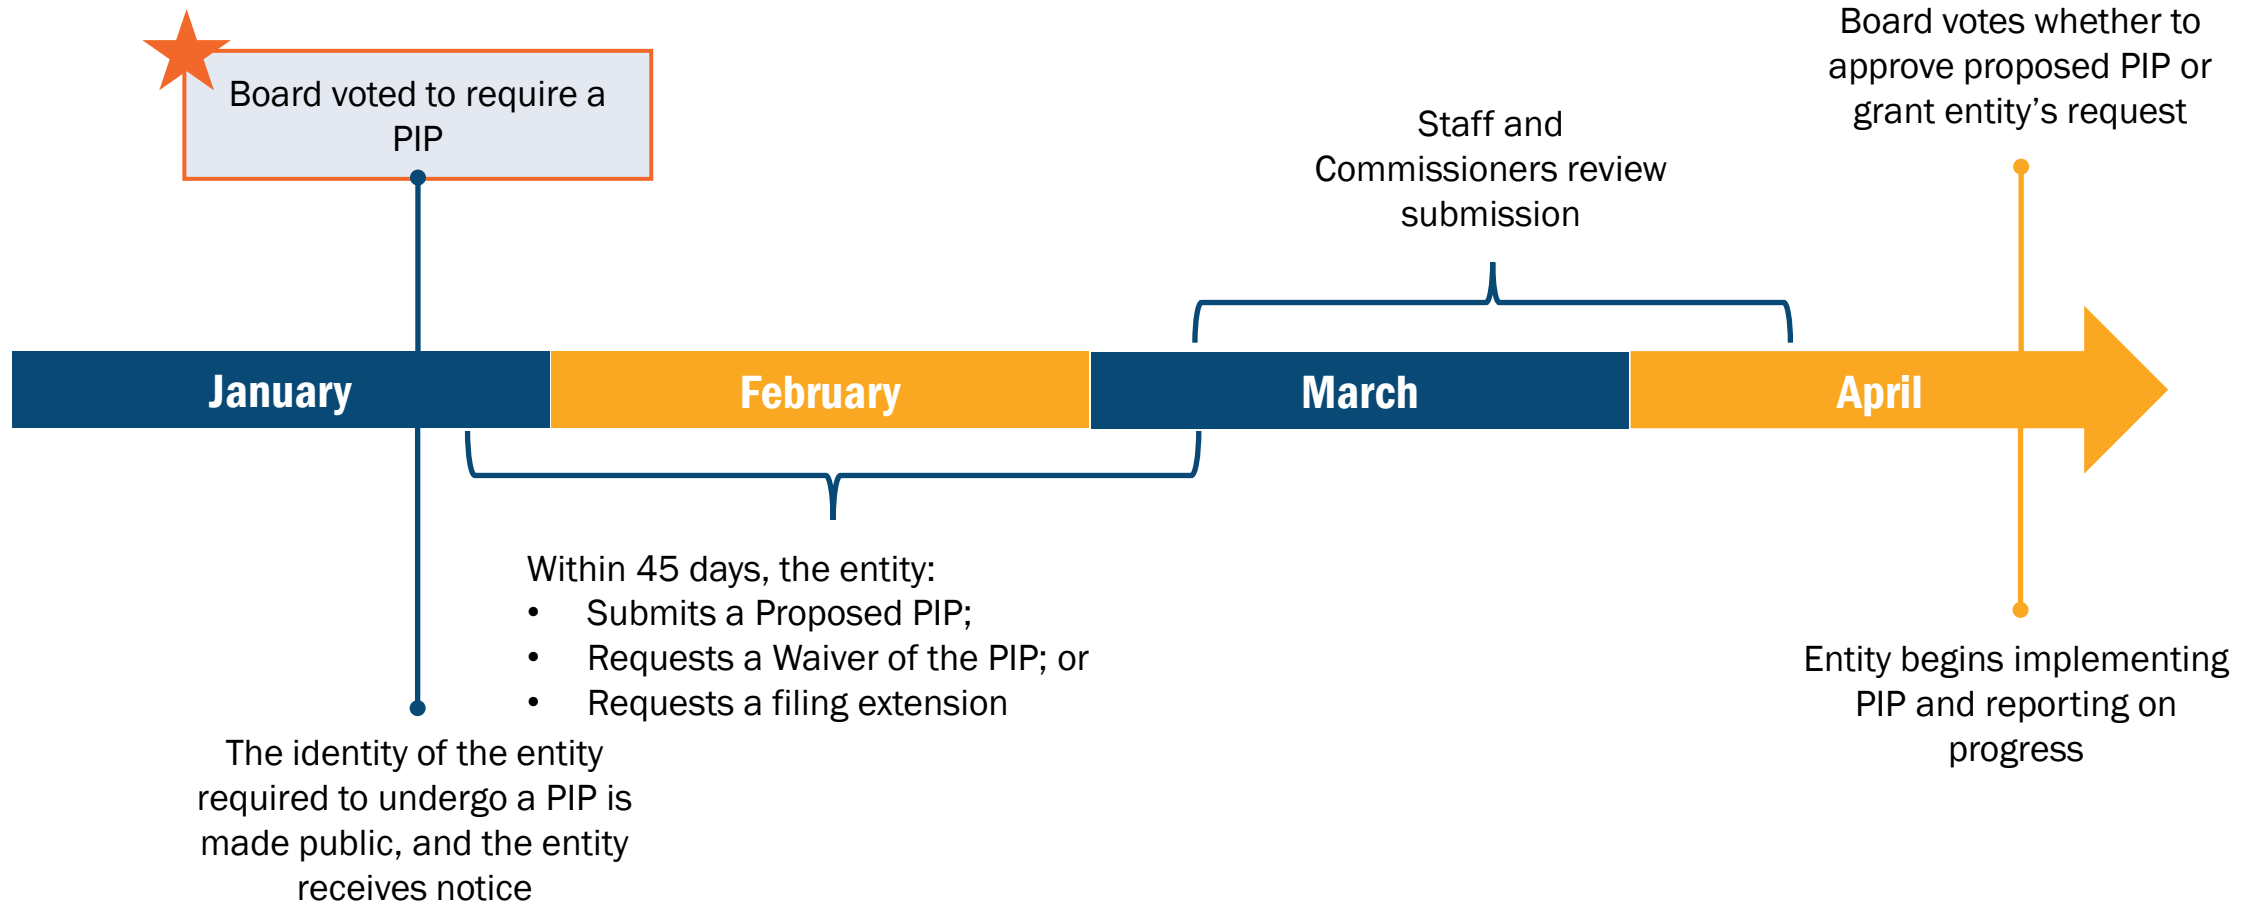 Board voted to require a
PIP
Staff and
Commissioners review
submission
Board votes whether to
approve proposed PIP or
grant entity’s request
January
February
March
April
Within 45 days, the entity:
• Submits a Proposed PIP;
• Requests a Waiver of the PIP; or
• Requests a filing extension
The identity of the entity
required to undergo a PIP is
made public, and the entity
receives notice
Entity begins implementing
PIP and reporting on
progress